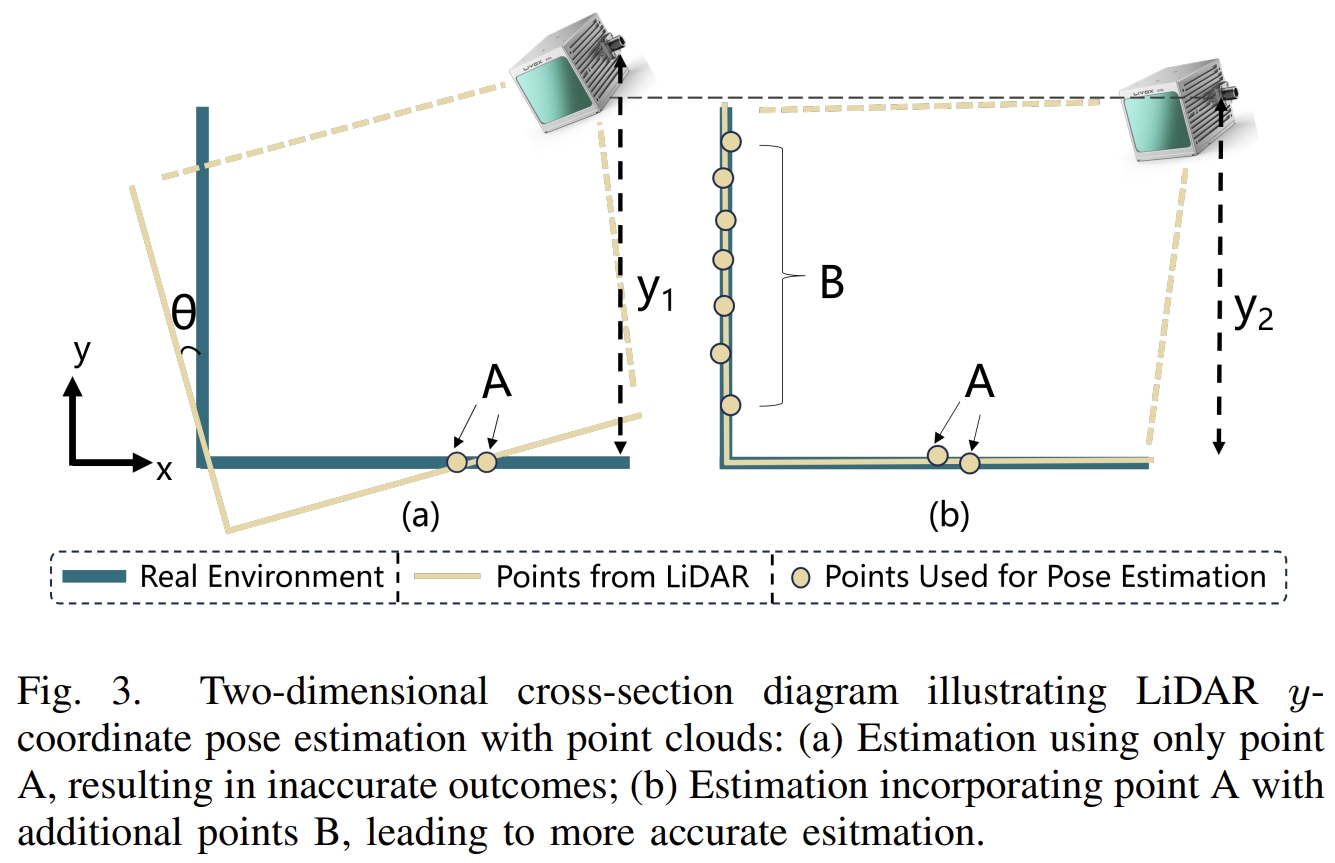 LIVOX
LIVOX
θ
y₁
B
y₂
y
x
A
A
(a)
(b)
Real Environment
Points from LiDAR
Points Used for Pose Estimation
Fig. 3. Two-dimensional cross-section diagram illustrating LiDAR y-
coordinate pose estimation with point clouds: (a) Estimation using only point
A, resulting in inaccurate outcomes; (b) Estimation incorporating point A with
additional points B, leading to more accurate esitmation.